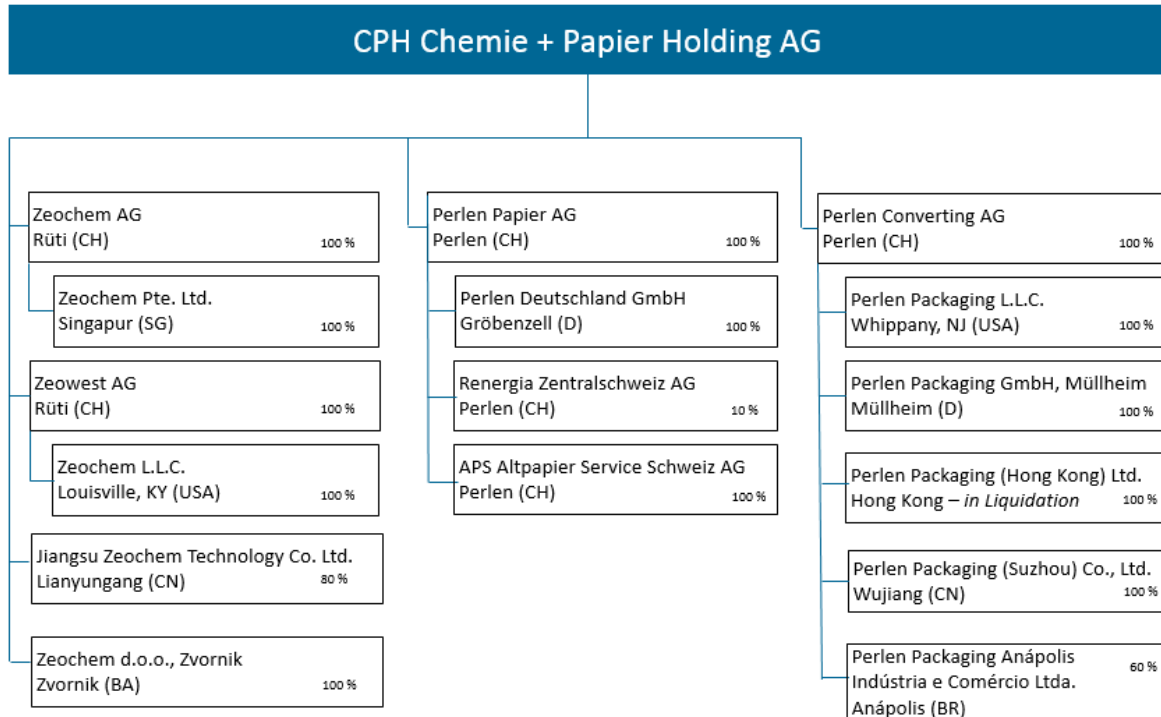 CPH Chemie + Papier Holding AG
Zeochem AG
Rüti (CH) 100 %
Zeochem Pte. Ltd.
Singapur (SG) 100 %
Zeowest AG
Rüti (CH) 100 %
Zeochem L.L.C.
Louisville, KY (USA) 100 %
Jiangsu Zeochem Technology Co. Ltd.
Lianyungang (CN) 80 %
Zeochem d.o.o., Zvornik
Zvornik (BA) 100 %
Perlen Papier AG
Perlen (CH) 100 %
Perlen Deutschland GmbH
Gröbenzell (D) 100 %
Renergia Zentralschweiz AG
Perlen (CH) 10 %
APS Altpapier Service Schweiz AG
Perlen (CH) 100 %
Perlen Converting AG
Perlen (CH) 100 %
Perlen Packaging L.L.C.
Whippany, NJ (USA) 100 %
Perlen Packaging GmbH, Müllheim
Müllheim (D) 100 %
Perlen Packaging (Hong Kong) Ltd.
Hong Kong – in Liquidation 100 %
Perlen Packaging (Suzhou) Co., Ltd.
Wujiang (CN) 100 %
Perlen Packaging Anápolis 60 %
Indústria e Comércio Ltda.
Anápolis (BR)